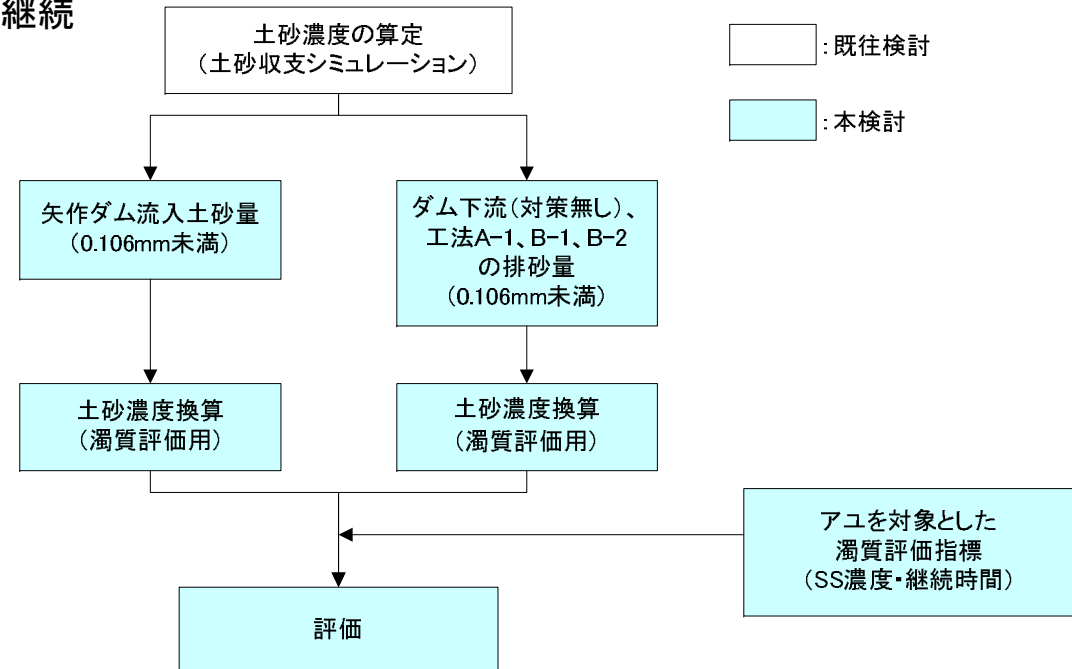 継続
土砂濃度の算定
（土砂収支シミュレーション）
：既往検討
：本検討
矢作ダム流入土砂量
（0.106mm未満）
ダム下流（対策無し）、
工法A-1、B-1、B-2
の排砂量
（0.106mm未満）
土砂濃度換算
（濁質評価用）
土砂濃度換算
（濁質評価用）
アユを対象とした
濁質評価指標
（SS濃度・継続時間）
評価